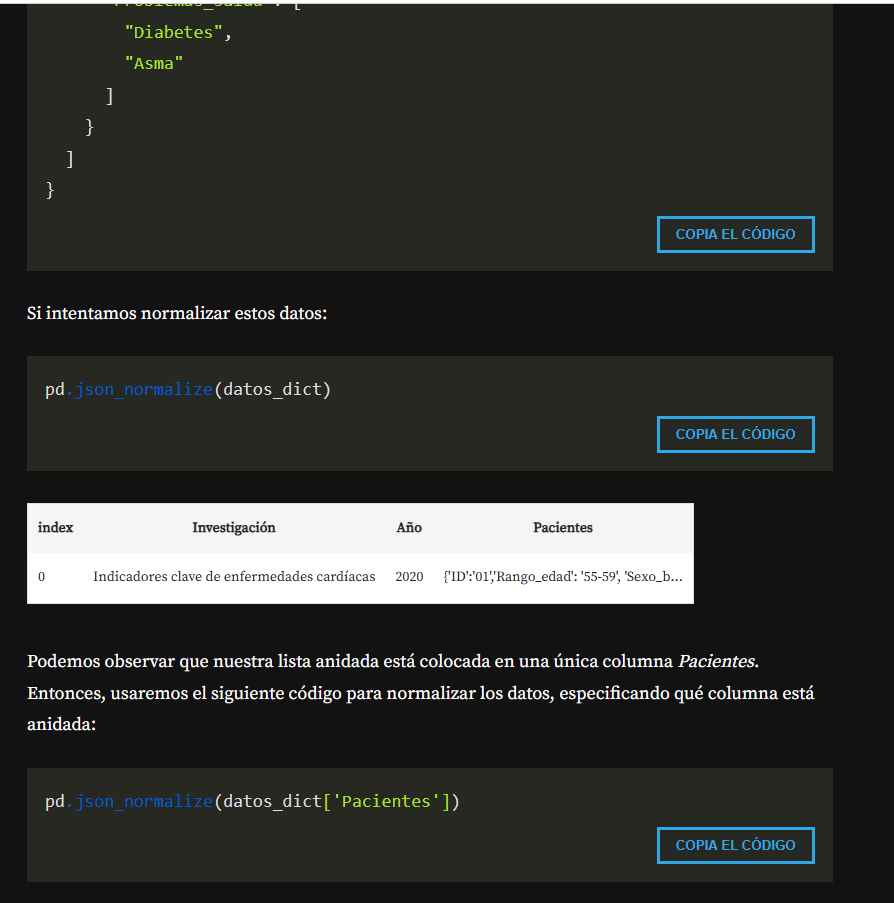 "Diabetes",
"Asma"
]
}
]
}
COPIA EL CÓDIGO
Si intentamos normalizar estos datos:
pd.json_normalize(datos_dict)
COPIA EL CÓDIGO
index Investigación Año Pacientes
0 Indicadores clave de enfermedades cardíacas 2020 {'ID':'01','Rango_edad': '55-59', 'Sexo_b...
Podemos observar que nuestra lista anidada está colocada en una única columna Pacientes.
Entonces, usaremos el siguiente código para normalizar los datos, especificando qué columna está
anidada:
pd.json_normalize(datos_dict['Pacientes'])
COPIA EL CÓDIGO